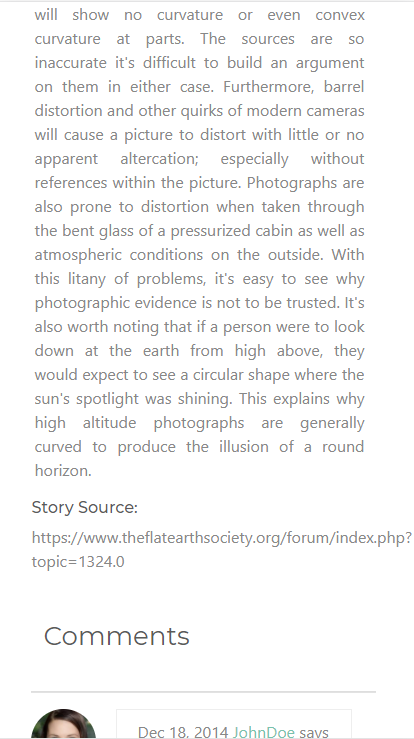 will show no curvature or even convex
curvature at parts. The sources are so
inaccurate it's difficult to build an argument
on them in either case. Furthermore, barrel
distortion and other quirks of modern cameras
will cause a picture to distort with little or no
apparent altercation; especially without
references within the picture. Photographs are
also prone to distortion when taken through
the bent glass of a pressurized cabin as well as
atmospheric conditions on the outside. With
this litany of problems, it's easy to see why
photographic evidence is not to be trusted. It's
also worth noting that if a person were to look
down at the earth from high above, they
would expect to see a circular shape where the
sun's spotlight was shining. This explains why
high altitude photographs are generally
curved to produce the illusion of a round
horizon.
Story Source:
https://www.theflatearthsociety.org/forum/index.php?
topic=1324.0
Comments
Dec 18, 2014 JohnDoe says